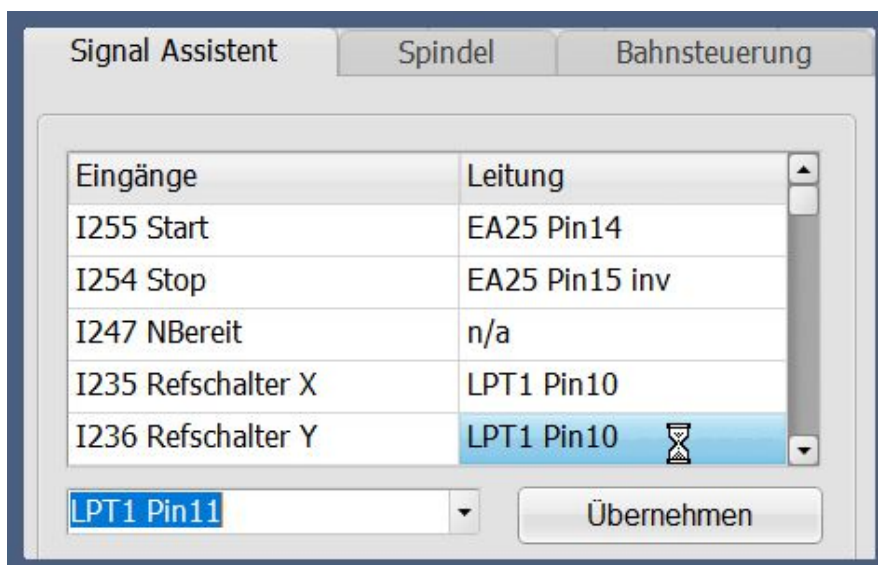 Signal Assistent Spindel Bahnsteuerung
Eingänge Leitung
I255 Start EA25 Pin14
I254 Stop EA25 Pin15 inv
I247 NBereit n/a
I235 Refschalter X LPT1 Pin10
I236 Refschalter Y LPT1 Pin10
LPT1 Pin11 Übernehmen